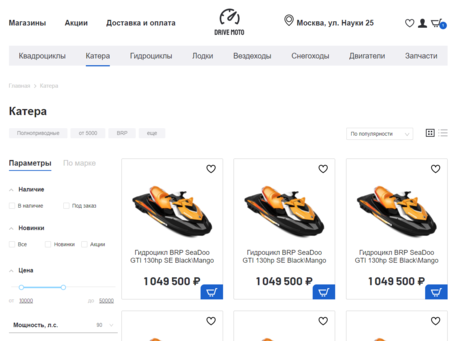 Магазины Акции Доставка и оплата DRIVE MOTO Москва, ул. Науки 25 1
Квадроциклы Катера Гидроциклы Лодки Вездеходы Снегоходы Двигатели Запчасти
Главная > Катера
Катера
Полноприводные от 5000 BRP еще По популярности
Параметры По марке
Наличие
В наличие Под заказ
Новинки
Все Новинки Акции
Цена
от 10000 до 50000
Мощность, л.с. 90
Гидроцикл BRP SeaDoo
GTI 130hp SE Black\Mango
1 049 500 ₽
Гидроцикл BRP SeaDoo
GTI 130hp SE Black\Mango
1 049 500 ₽
Гидроцикл BRP SeaDoo
GTI 130hp SE Black\Mango
1 049 500 ₽